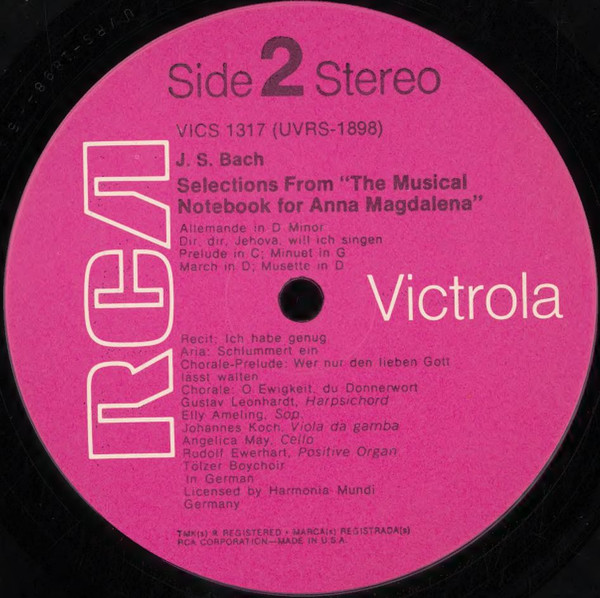 Side 2 Stereo
VICS 1317 (UVRS-1898)
J. S. Bach
Selections From "The Musical
Notebook for Anna Magdalena"
Allemande in D Minor
Dir, dir, Jehova, will ich singen
Prelude in C; Minuet in G
March in D; Musette in D
RCA
Victrola
Recit: Ich habe genug
Aria: Schlummert ein
Chorale-Prelude: Wer nur den lieben Gott
lässt walten
Chorale: O Ewigkeit, du Donnerwort
Gustav Leonhardt, Harpsichord
Elly Ameling, Sop.
Johannes Koch, Viola da gamba
Angelica May, Cello
Rudolf Ewerhart, Positive Organ
Tolzer Boychoir
In German
Licensed by Harmonia Mundi
Germany
TMK(s) ® REGISTERED • MARCA(s) REGISTRADA(s)
RCA CORPORATION—MADE IN U.S.A.